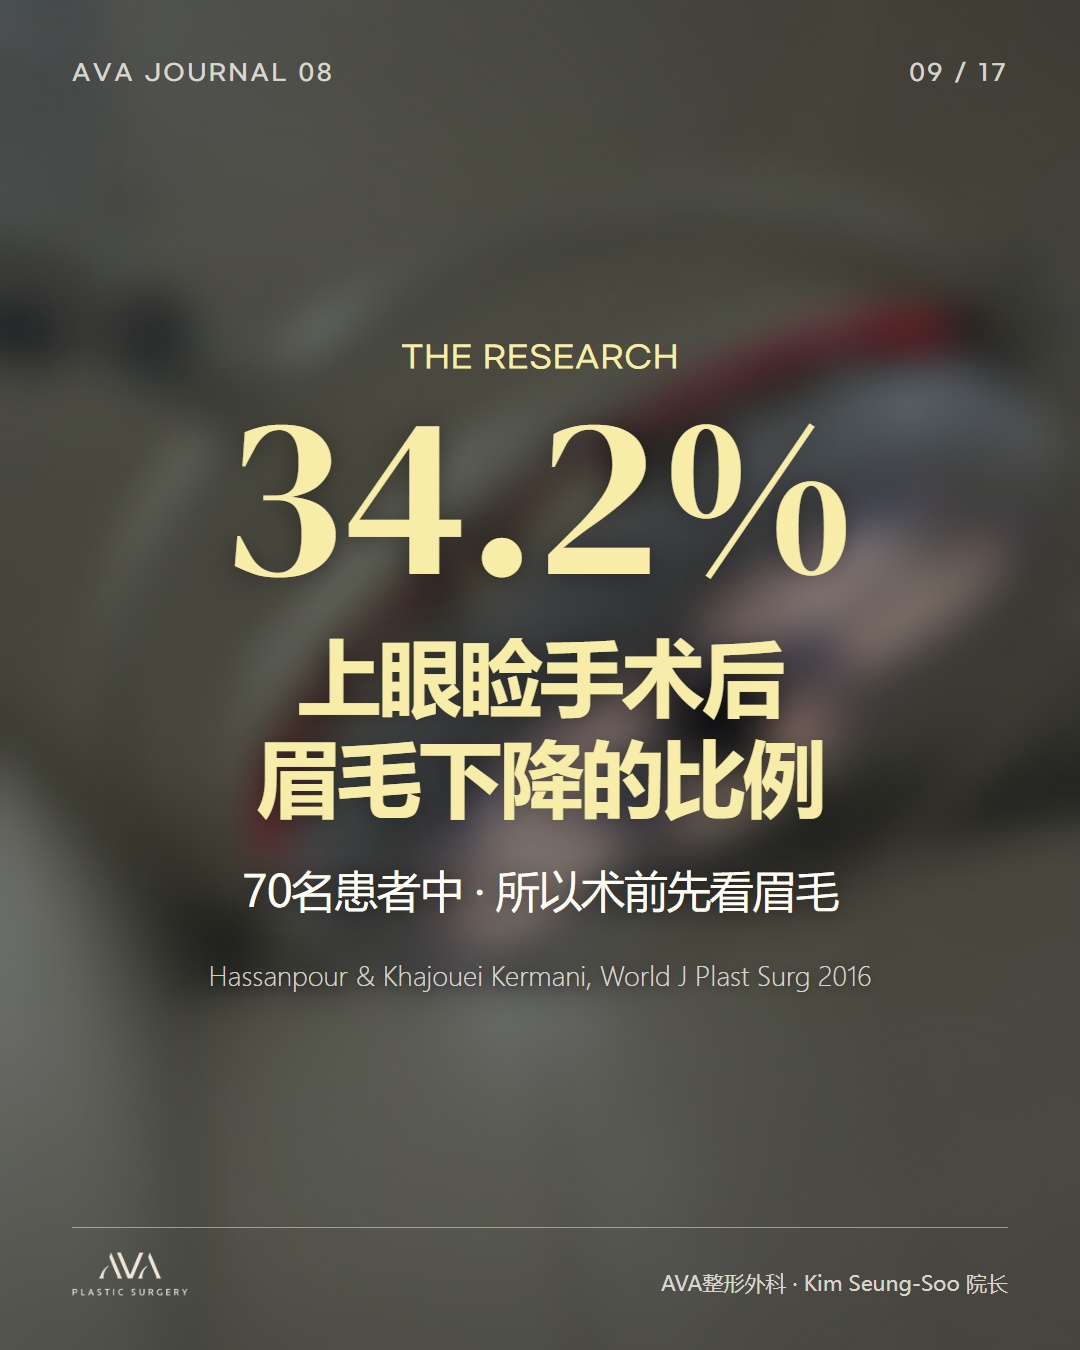 AVA JOURNAL 08
09 / 17
THE RESEARCH
34.2%
上眼睑手术后
眉毛下降的比例
70名患者中 · 所以术前先看眉毛
Hassanpour & Khajouei Kermani, World J Plast Surg 2016
AVA
PLASTIC SURGERY
AVA整形外科 · Kim Seung-Soo 院长